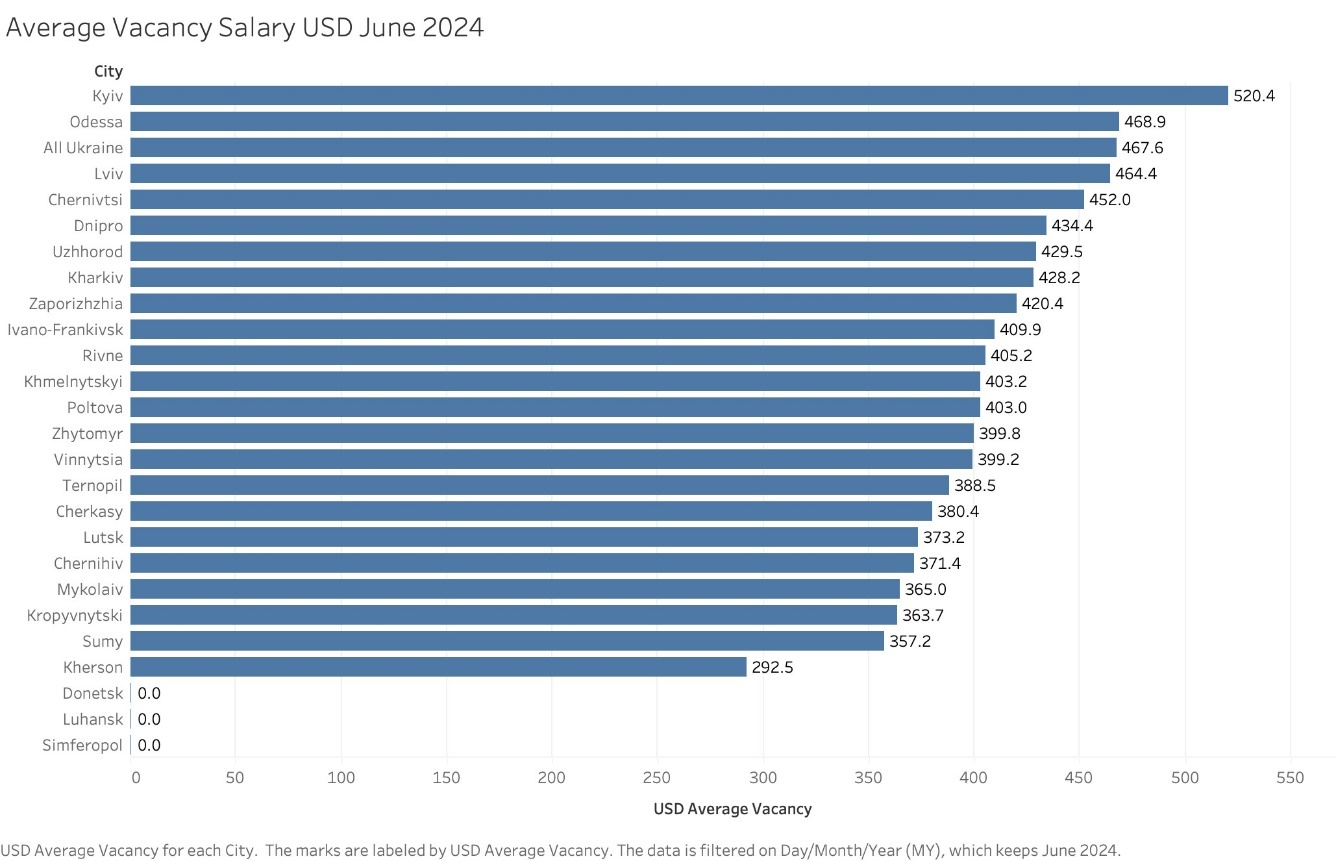 Average Vacancy Salary USD June 2024
City
Kyiv 520.4
Odessa 468.9
All Ukraine 467.6
Lviv 464.4
Chernivtsi 452.0
Dnipro 434.4
Uzhhorod 429.5
Kharkiv 428.2
Zaporizhzhia 420.4
Ivano-Frankivsk 409.9
Rivne 405.2
Khmelnytskyi 403.2
Poltova 403.0
Zhytomyr 399.8
Vinnytsia 399.2
Ternopil 388.5
Cherkasy 380.4
Lutsk 373.2
Chernihiv 371.4
Mykolaiv 365.0
Kropyvnytski 363.7
Sumy 357.2
Kherson 292.5
Donetsk 0.0
Luhansk 0.0
Simferopol 0.0
0 50 100 150 200 250 300 350 400 450 500 550
USD Average Vacancy
USD Average Vacancy for each City. The marks are labeled by USD Average Vacancy. The data is filtered on Day/Month/Year (MY), which keeps June 2024.